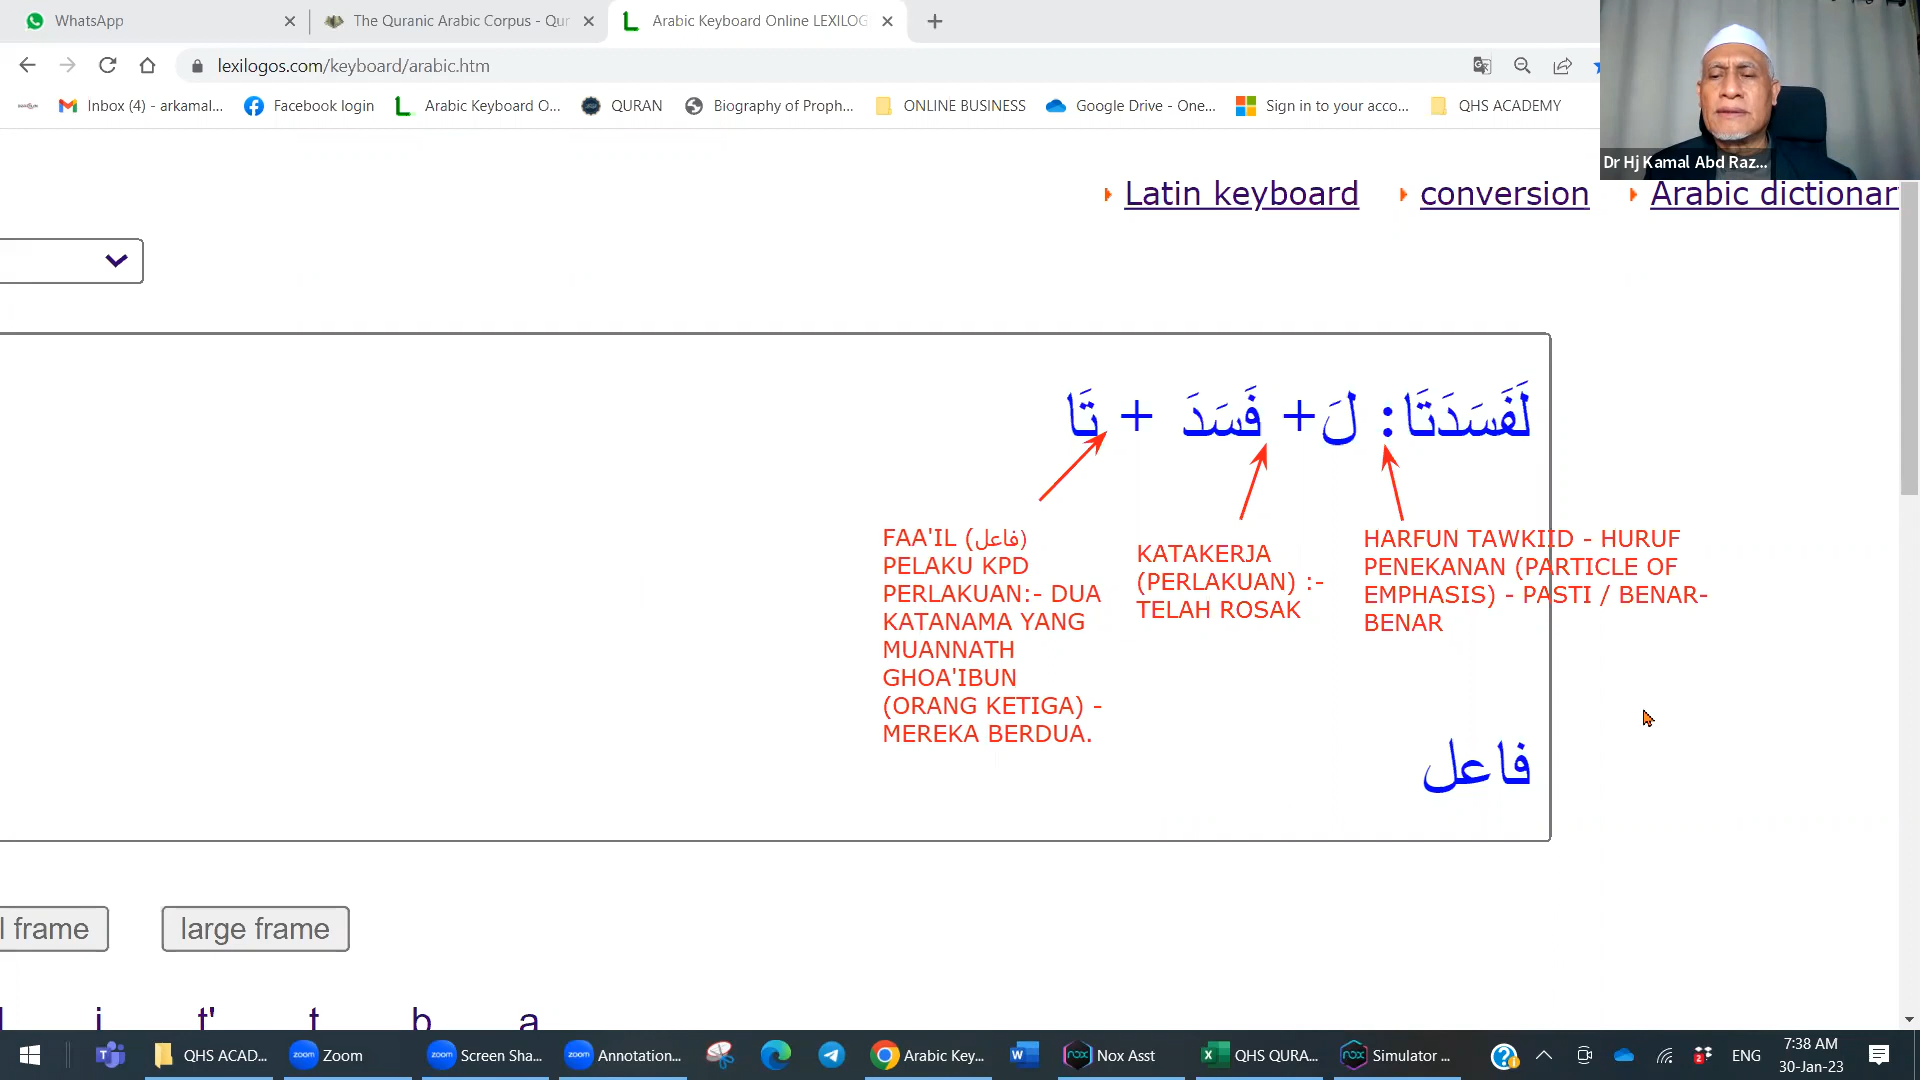 WhatsApp
The Quranic Arabic Corpus - Qur
Arabic Keyboard Online LEXILOG
lexilogos.com/keyboard/arabic.htm
Inbox (4) - arkamal...
Facebook login
Arabic Keyboard O...
QURAN
Biography of Proph...
ONLINE BUSINESS
Google Drive - One...
Sign in to your acco...
QHS ACADEMY
Dr Hj Kamal Abd Raz...
Latin keyboard
conversion
Arabic dictionar
لَفَسَدَتَا: لَ+ فَسَدَ + تَا
FAA'IL (فاعل)
PELAKU KPD
PERLAKUAN:- DUA
KATANAMA YANG
MUANNATH
GHOA'IBUN
(ORANG KETIGA) -
MEREKA BERDUA.
KATAKERJA
(PERLAKUAN) :-
TELAH ROSAK
HARFUN TAWKIID - HURUF
PENEKANAN (PARTICLE OF
EMPHASIS) - PASTI / BENAR-
BENAR
فاعل
l frame
large frame
j t' t b a
QHS ACAD...
Zoom
Screen Sha...
Annotation...
Arabic Key...
Nox Asst
QHS QURA...
Simulator ...
ENG
7:38 AM
30-Jan-23